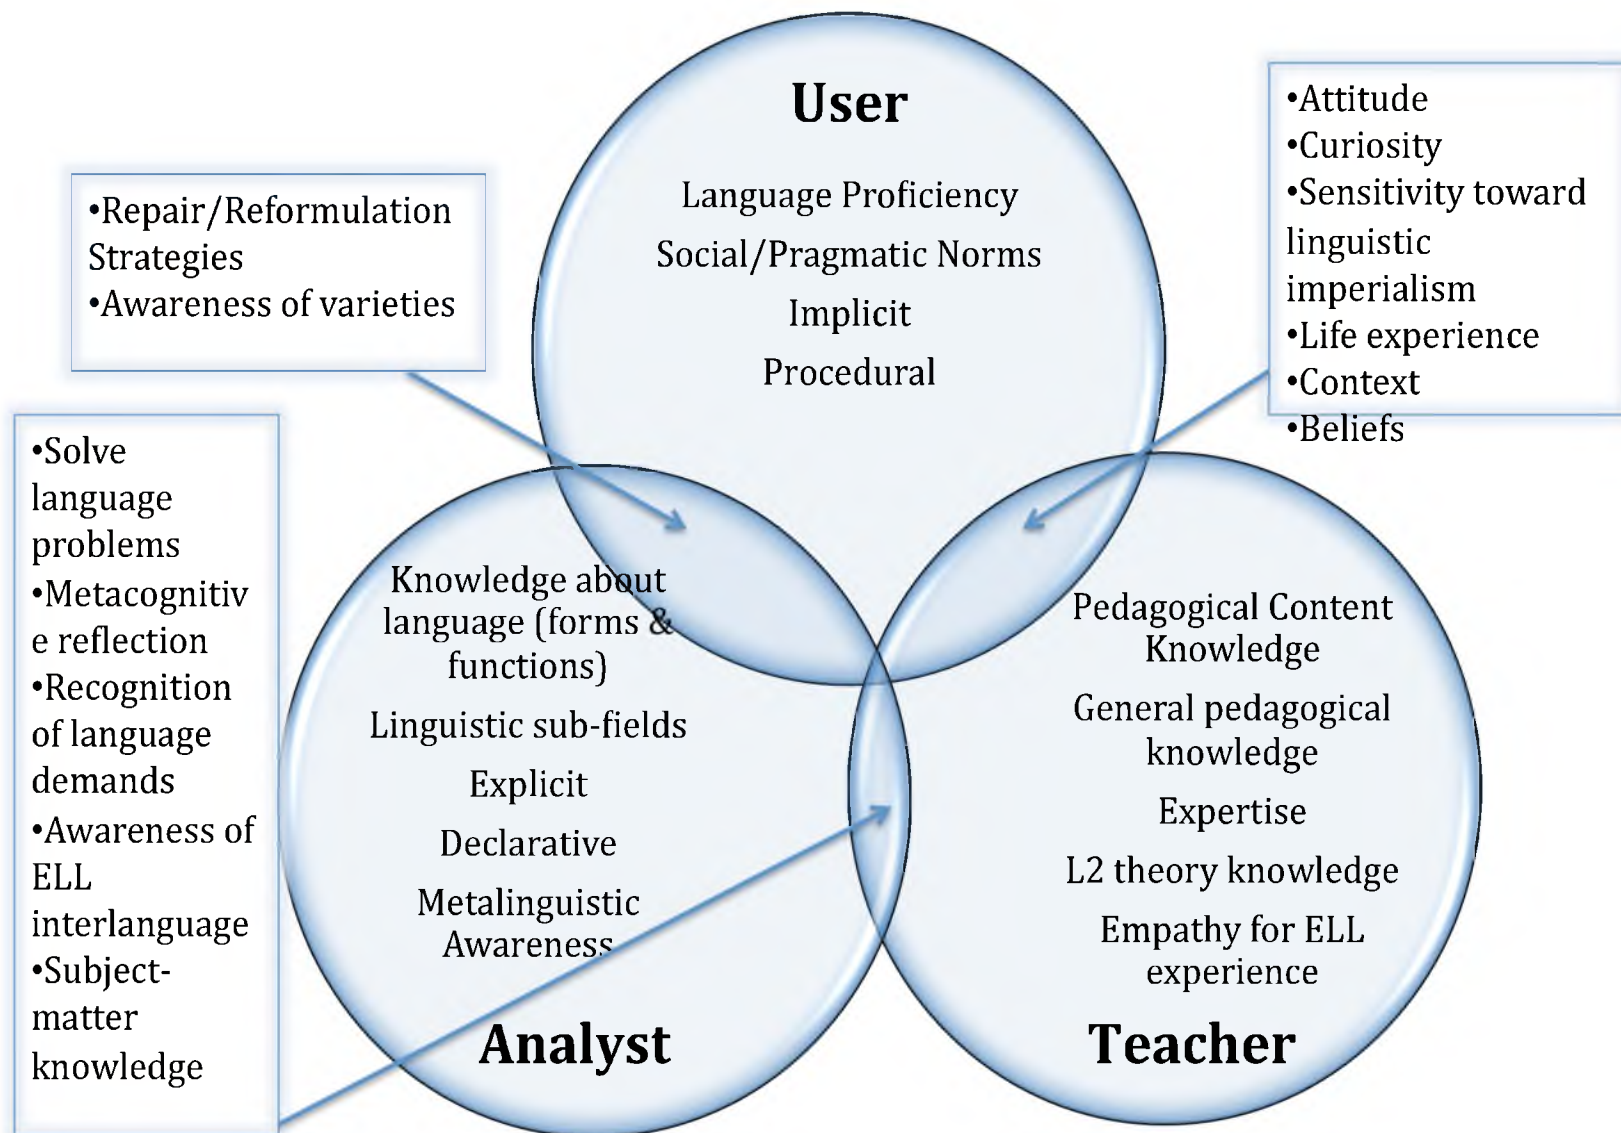 User
Language Proficiency
Social/Pragmatic Norms
Implicit
Procedural
•Repair/Reformulation
Strategies
•Awareness of varieties
•Attitude
•Curiosity
•Sensitivity toward
linguistic
imperialism
•Life experience
•Context
•Beliefs
•Solve
language
problems
•Metacognitiv
e reflection
•Recognition
of language
demands
•Awareness of
ELL
interlanguage
•Subject-
matter
knowledge
Knowledge about
language (forms &
functions)
Linguistic sub-fields
Explicit
Declarative
Metalinguistic
Awareness
Analyst
Pedagogical Content
Knowledge
General pedagogical
knowledge
Expertise
L2 theory knowledge
Empathy for ELL
experience
Teacher